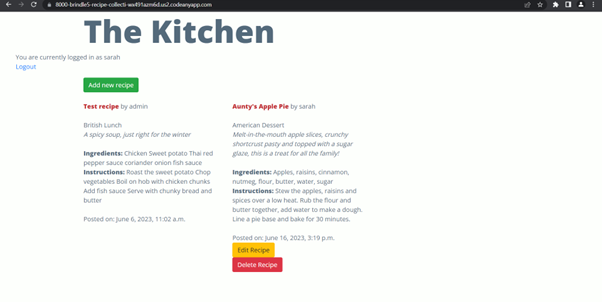 8000-brindle5-recipe-collecti-wx491azm6d.us2.codeanyapp.com
The Kitchen
You are currently logged in as sarah
Logout
Add new recipe
Test recipe by admin
British Lunch
A spicy soup, just right for the winter
Ingredients: Chicken Sweet potato Thai red
pepper sauce coriander onion fish sauce
Instructions: Roast the sweet potato Chop
vegetables Boil on hob with chicken chunks
Add fish sauce Serve with chunky bread and
butter
Posted on: June 6, 2023, 11:02 a.m.
Aunty's Apple Pie by sarah
American Dessert
Melt-in-the-mouth apple slices, crunchy
shortcrust pasty and topped with a sugar
glaze, this is a treat for all the family!
Ingredients: Apples, raisins, cinnamon,
nutmeg, flour, butter, water, sugar
Instructions: Stew the apples, raisins and
spices over a low heat. Rub the flour and
butter together, add water to make a dough.
Line a pie base and bake for 30 minutes.
Posted on: June 16, 2023, 3:19 p.m.
Edit Recipe
Delete Recipe